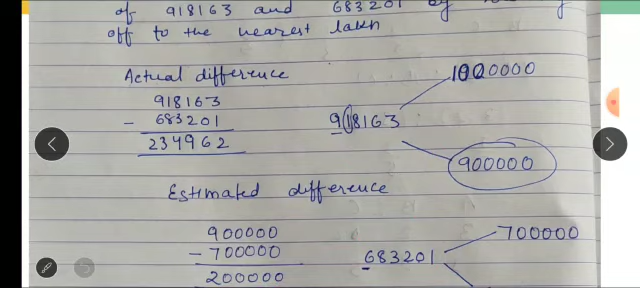 of 918163 and 683201 by
off to the nearest lakh
Actual difference
1000000
918163
- 683201
234962
918163
900000
Estimated difference
900000
- 700000
200000
683201
700000